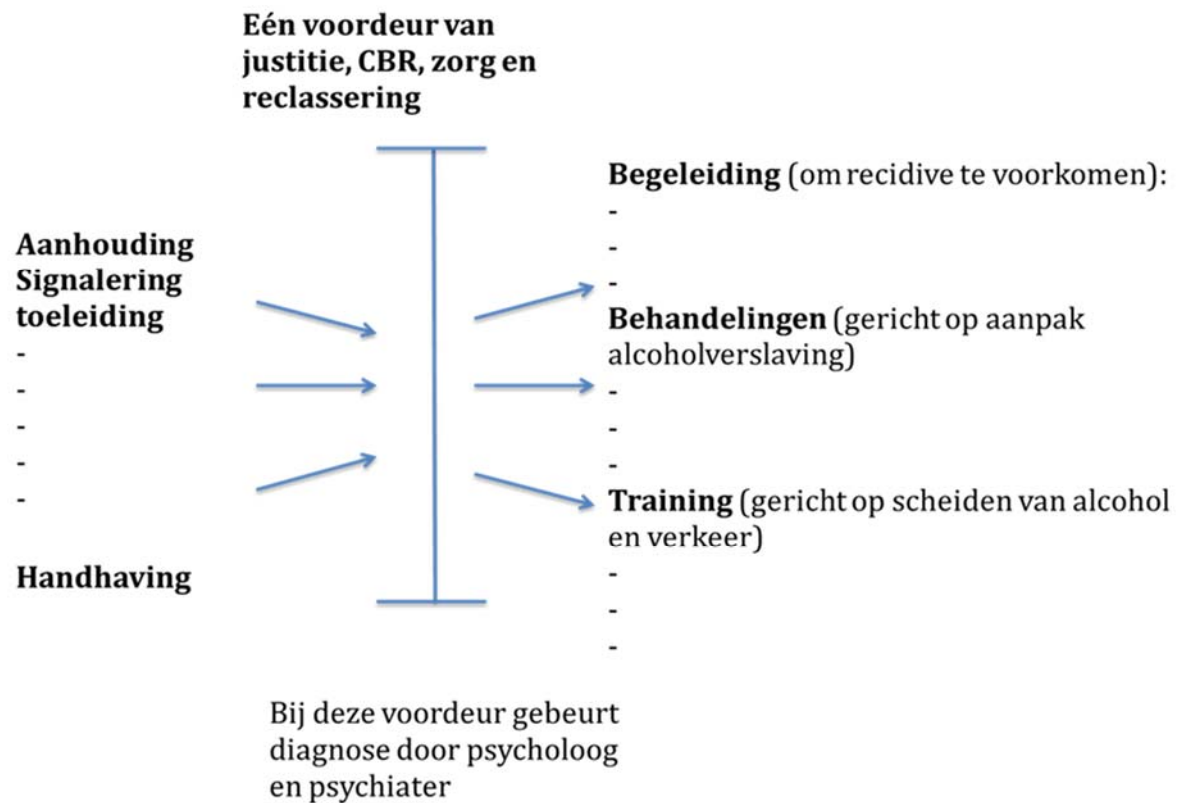 Eén voordeur van
justitie, CBR, zorg en
reclassering
Aanhouding
Signalering
toeleiding
-
-
-
-
-
Handhaving
Begeleiding (om recidive te voorkomen):
-
-
-
Behandelingen (gericht op aanpak
alcoholverslaving)
-
-
-
Training (gericht op scheiden van alcohol
en verkeer)
-
-
-
Bij deze voordeur gebeurt
diagnose door psycholoog
en psychiater